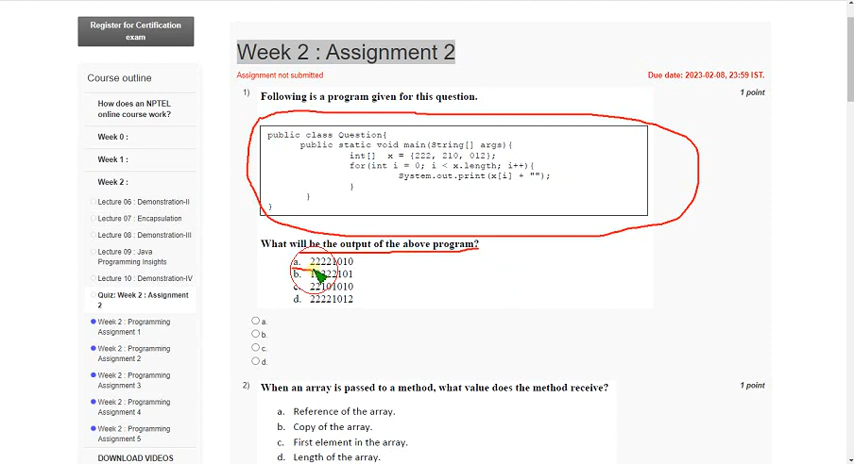 Register for Certification
exam
Course outline
How does an NPTEL
online course work?
Week 0 :
Week 1 :
Week 2 :
Lecture 06 : Demonstration-II
Lecture 07 : Encapsulation
Lecture 08 : Demonstration-III
Lecture 09 : Java
Programming Insights
Lecture 10 : Demonstration-IV
Quiz: Week 2 : Assignment
2
Week 2 : Programming
Assignment 1
Week 2 : Programming
Assignment 2
Week 2 : Programming
Assignment 3
Week 2 : Programming
Assignment 4
Week 2 : Programming
Assignment 5
DOWNLOAD VIDEOS
Week 2 : Assignment 2
Assignment not submitted
Due date: 2023-02-08, 23:59 IST.
1) Following is a program given for this question.
1 point
public class Question{
public static void main(String[] args){
int[] x = {222, 210, 012};
for(int i = 0; i < x.length; i++){
System.out.print(x[i] + "");
}
}
}
What will be the output of the above program?
a. 22221010
b.
c. 22101010
d. 22221012
a.
b.
c.
d.
2) When an array is passed to a method, what value does the method receive?
1 point
a. Reference of the array.
b. Copy of the array.
c. First element in the array.
d. Length of the array.